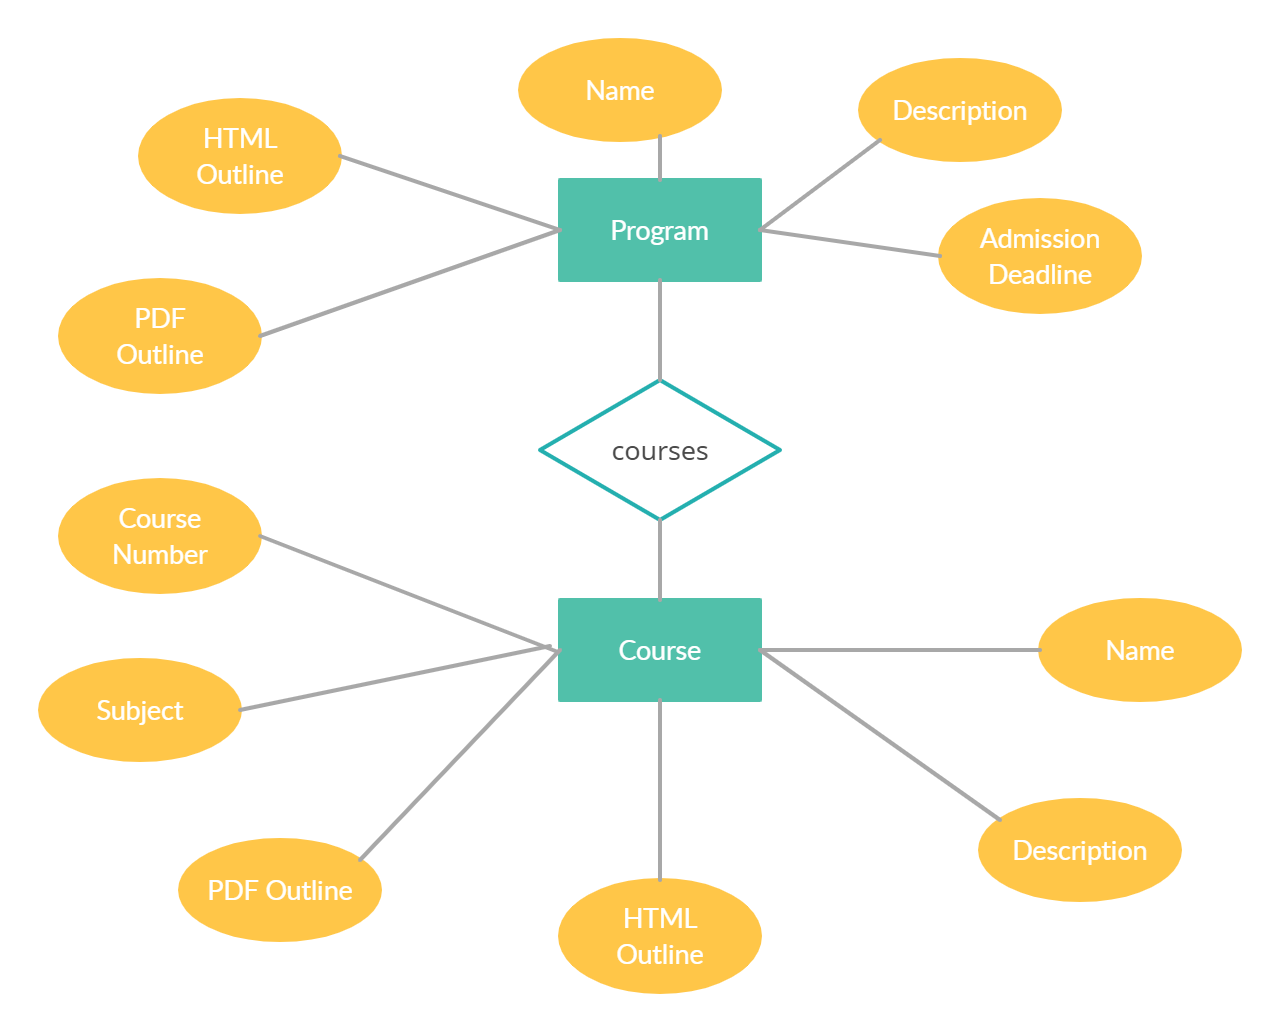 Name
Description
HTML
Outline
Program
Admission
Deadline
PDF
Outline
courses
Course
Number
Course
Name
Subject
Description
PDF Outline
HTML
Outline